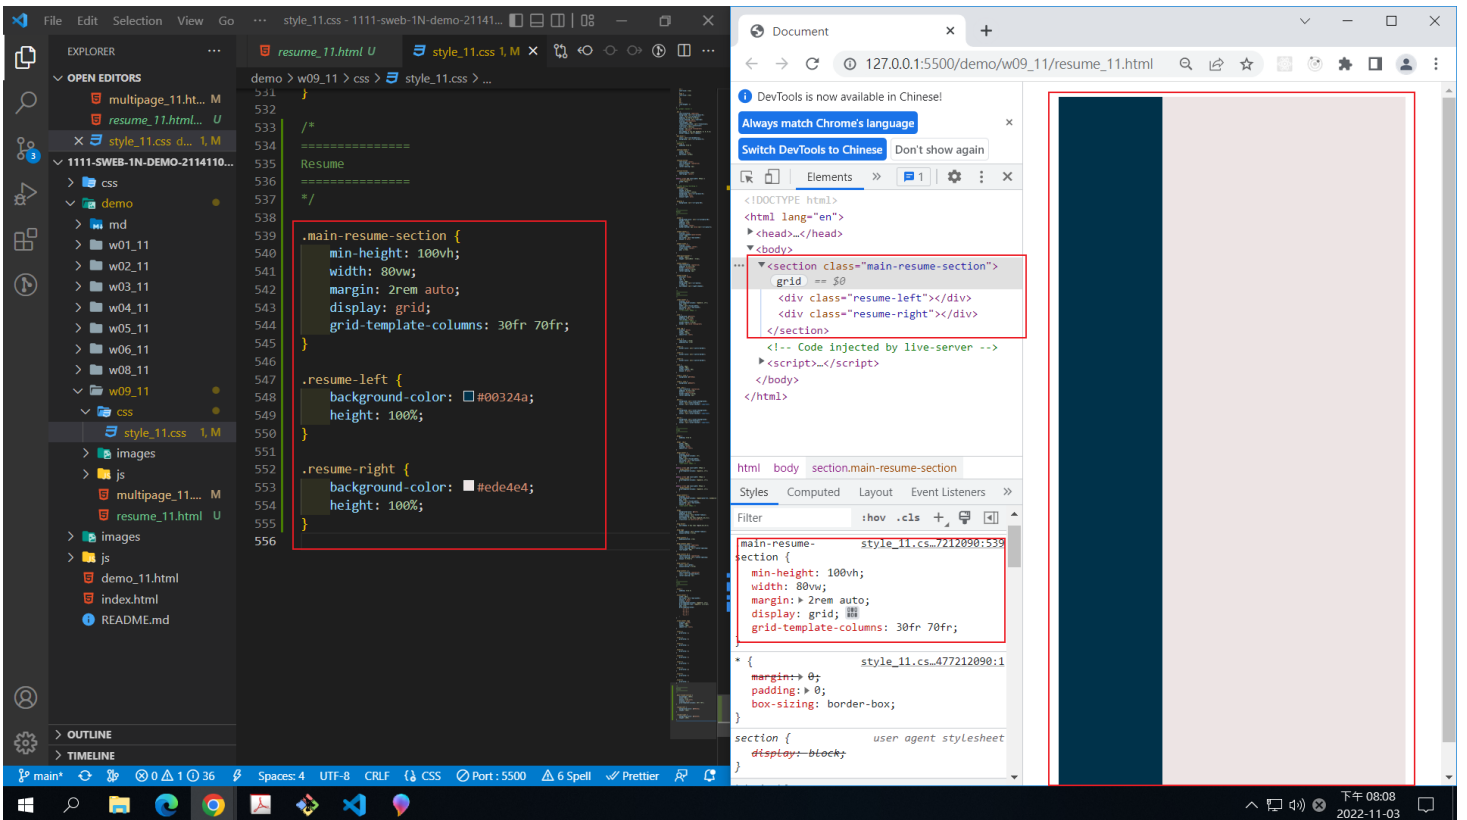 File Edit Selection View Go ··· style_11.css - 1111-sweb-1N-demo-21141...
EXPLORER ···
OPEN EDITORS
multipage_11.ht... M
resume_11.html... U
style_11.css d... 1, M
1111-SWEB-1N-DEMO-2114110...
css
demo
md
w01_11
w02_11
w03_11
w04_11
w05_11
w06_11
w08_11
w09_11
css
style_11.css 1, M
images
js
multipage_11.... M
resume_11.html U
images
js
demo_11.html
index.html
README.md
OUTLINE
TIMELINE
3
resume_11.html U style_11.css 1, M
demo > w09_11 > css > style_11.css > ...
531 }
532
533 /*
534 ===============
535 Resume
536 ===============
537 */
538
539 .main-resume-section {
540 min-height: 100vh;
541 width: 80vw;
542 margin: 2rem auto;
543 display: grid;
544 grid-template-columns: 30fr 70fr;
545 }
546
547 .resume-left {
548 background-color: #00324a;
549 height: 100%;
550 }
551
552 .resume-right {
553 background-color: #ede4e4;
554 height: 100%;
555 }
556
main* 0 1 36 Spaces: 4 UTF-8 CRLF CSS Port : 5500 6 Spell Prettier
Document
127.0.0.1:5500/demo/w09_11/resume_11.html
DevTools is now available in Chinese!
Always match Chrome's language
Switch DevTools to Chinese Don't show again
Elements 1
<!DOCTYPE html>
<html lang="en">
<head>…</head>
<body>
<section class="main-resume-section">
grid == $0
<div class="resume-left"></div>
<div class="resume-right"></div>
</section>
<!-- Code injected by live-server -->
<script>…</script>
</body>
</html>
html body section.main-resume-section
Styles Computed Layout Event Listeners
Filter :hov .cls
main-resume- style_11.cs…7212090:539
section {
min-height: 100vh;
width: 80vw;
margin: 2rem auto;
display: grid;
grid-template-columns: 30fr 70fr;
}
* { style_11.cs…477212090:1
margin: 0;
padding: 0;
box-sizing: border-box;
}
section { user agent stylesheet
display: block;
}
下午 08:08
2022-11-03